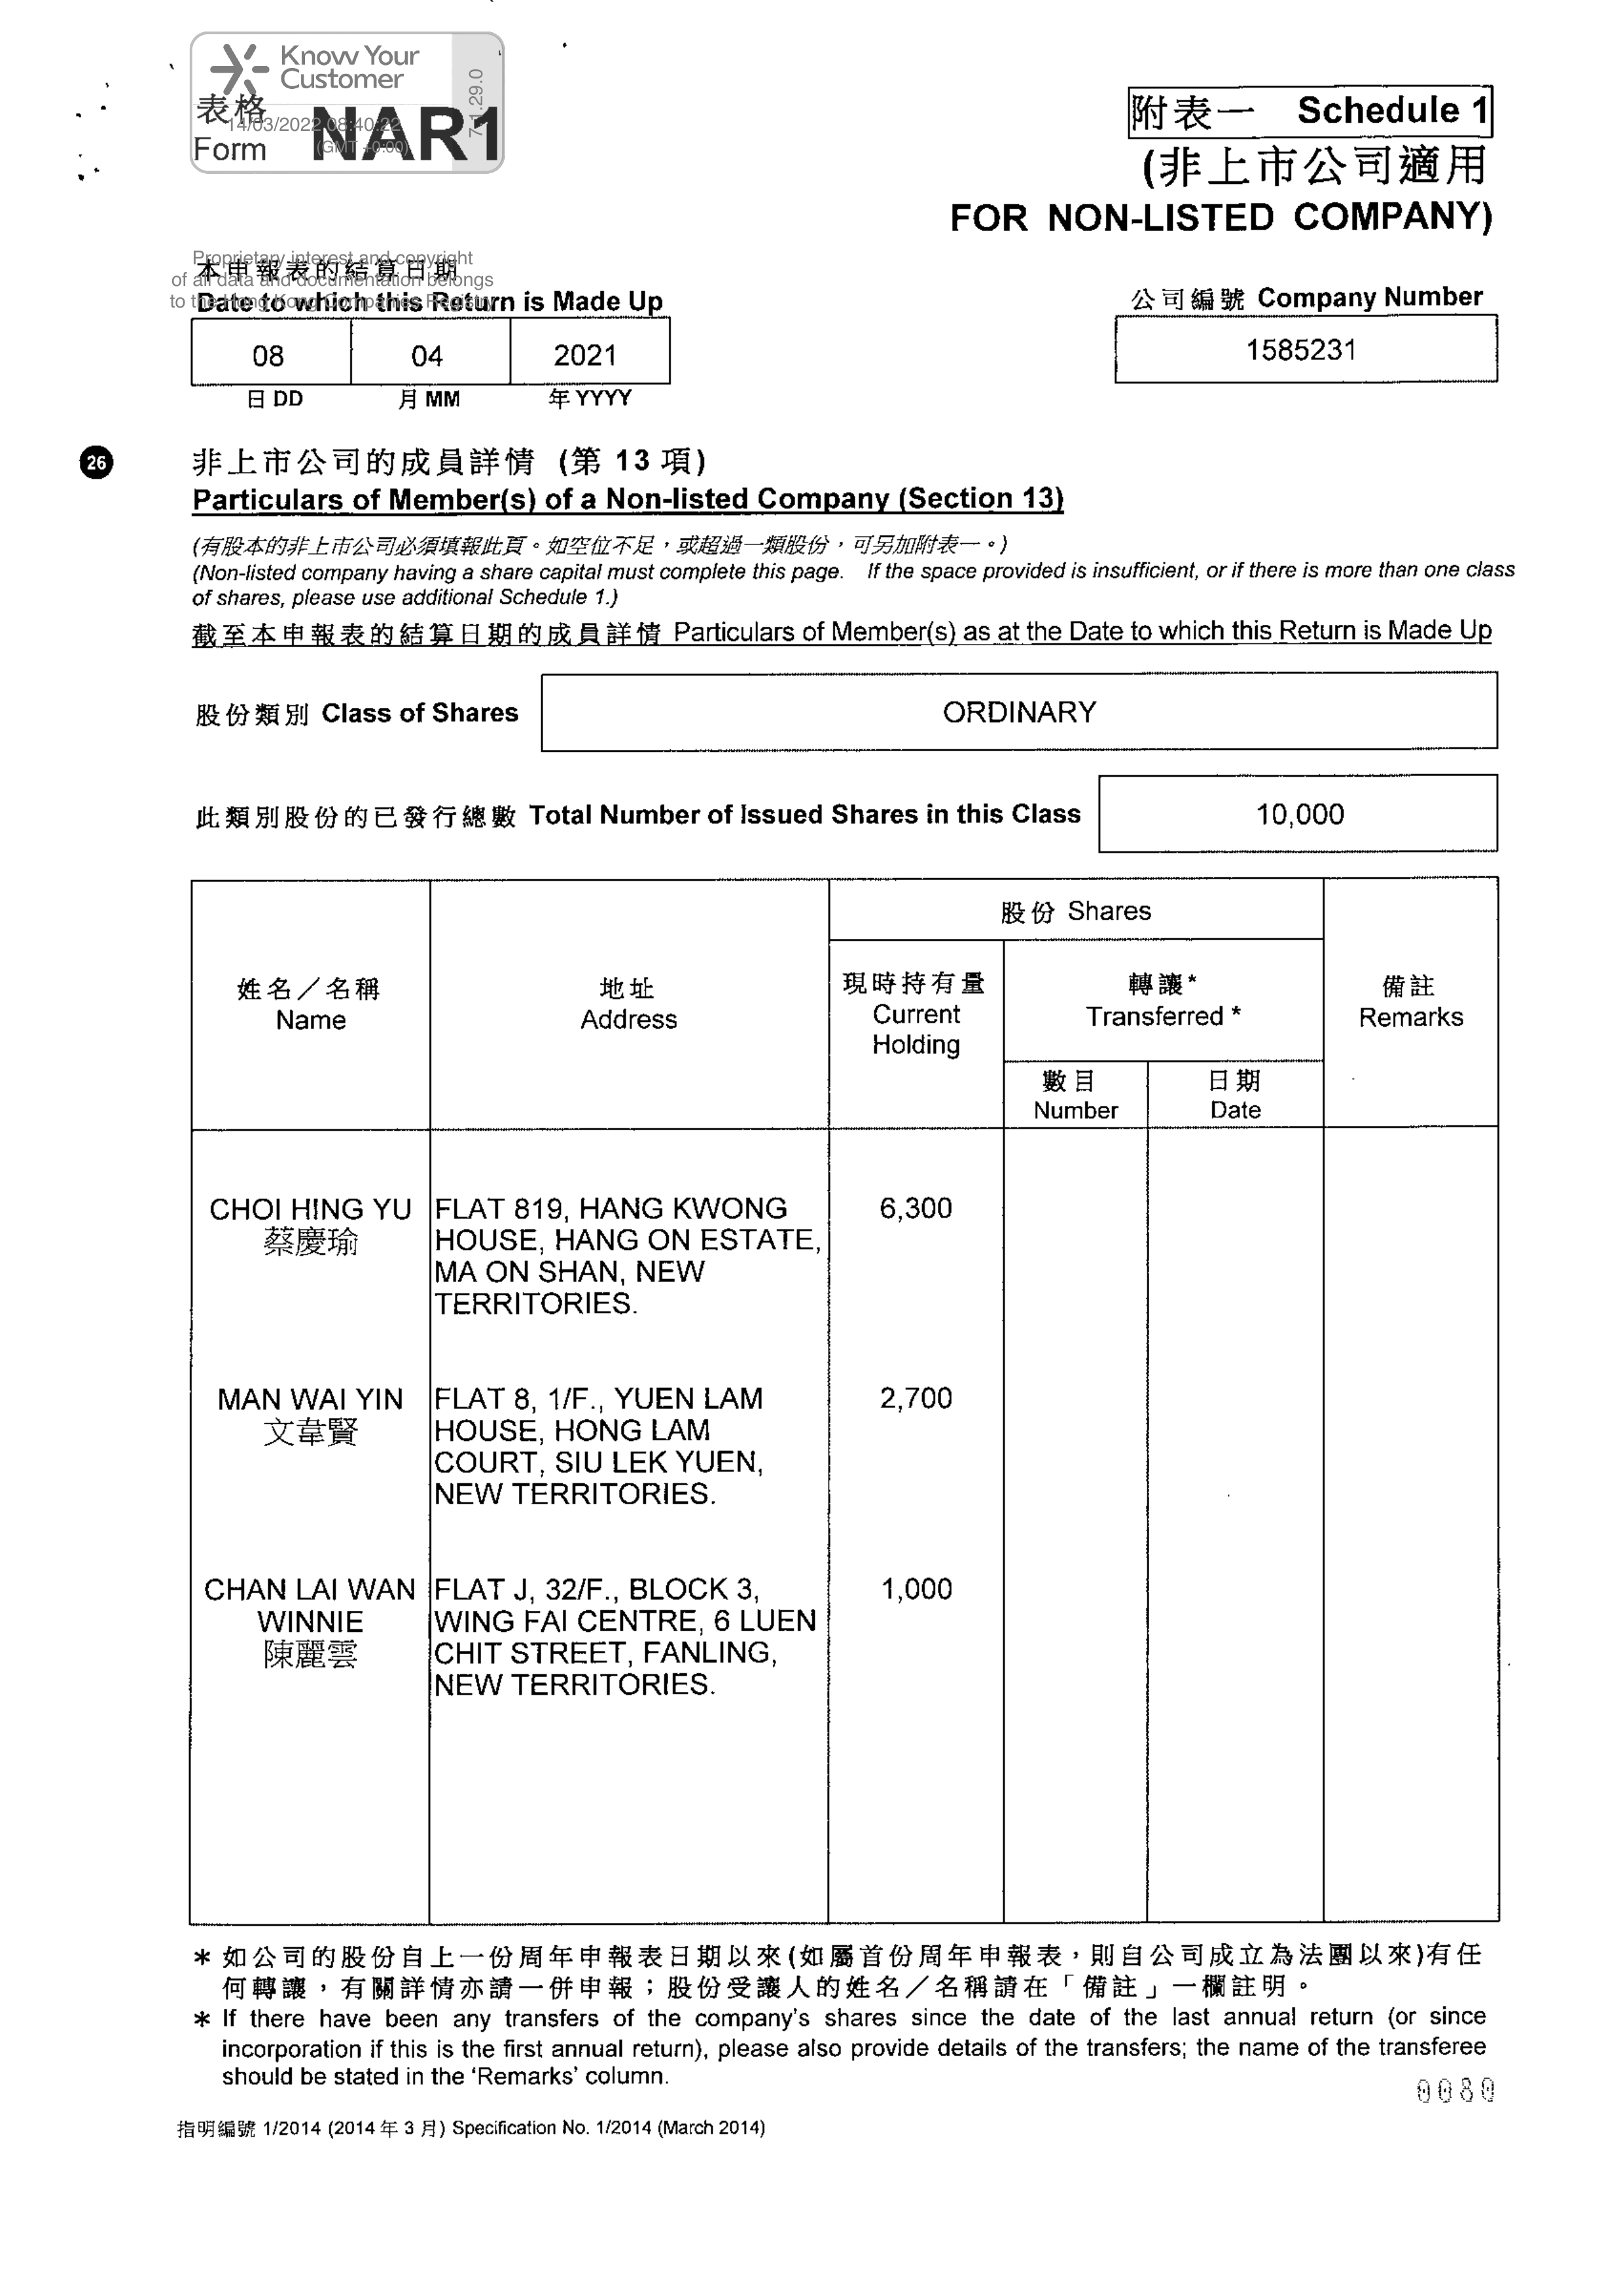 Know Your
Customer
7.1.29.0
表格
14/03/2022 08:40:22
Form NAR1
(GMT +0:00)
附表一 Schedule 1
(非上市公司適用
FOR NON-LISTED COMPANY)
Proprietary interest and copyright
of all data and documentation belongs
to the Hong Kong Companies Registry
本申報表的結算日期
Date to which this Return is Made Up
08 04 2021
日 DD 月 MM 年 YYYY
公司編號 Company Number
1585231
26
非上市公司的成員詳情 (第 13 項)
Particulars of Member(s) of a Non-listed Company (Section 13)
(有股本的非上市公司必須填報此頁。如空位不足，或超過一類股份，可另加附表一。)
(Non-listed company having a share capital must complete this page. If the space provided is insufficient, or if there is more than one class
of shares, please use additional Schedule 1.)
截至本申報表的結算日期的成員詳情 Particulars of Member(s) as at the Date to which this Return is Made Up
股份類別 Class of Shares
ORDINARY
此類別股份的已發行總數 Total Number of Issued Shares in this Class
10,000
姓名／名稱
Name
地址
Address
股份 Shares
現時持有量
Current
Holding
轉讓*
Transferred *
數目
Number
日期
Date
備註
Remarks
CHOI HING YU
蔡慶瑜
FLAT 819, HANG KWONG
HOUSE, HANG ON ESTATE,
MA ON SHAN, NEW
TERRITORIES.
6,300
MAN WAI YIN
文韋賢
FLAT 8, 1/F., YUEN LAM
HOUSE, HONG LAM
COURT, SIU LEK YUEN,
NEW TERRITORIES.
2,700
CHAN LAI WAN
WINNIE
陳麗雲
FLAT J, 32/F., BLOCK 3,
WING FAI CENTRE, 6 LUEN
CHIT STREET, FANLING,
NEW TERRITORIES.
1,000
* 如公司的股份自上一份周年申報表日期以來(如屬首份周年申報表，則自公司成立為法團以來)有任
何轉讓，有關詳情亦請一併申報；股份受讓人的姓名／名稱請在「備註」一欄註明。
* If there have been any transfers of the company's shares since the date of the last annual return (or since
incorporation if this is the first annual return), please also provide details of the transfers; the name of the transferee
should be stated in the 'Remarks' column.
0080
指明編號 1/2014 (2014 年 3 月) Specification No. 1/2014 (March 2014)